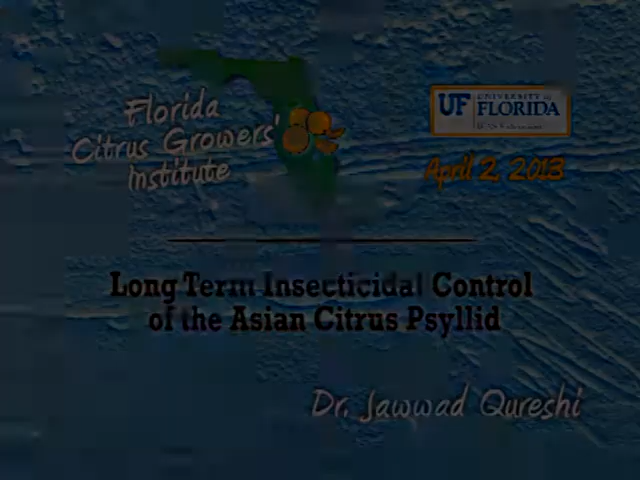 Florida
Citrus Growers'
Institute
UF UNIVERSITY of
FLORIDA
April 2, 2013
Long Term Insecticidal Control
of the Asian Citrus Psyllid
Dr. Jawwad Qureshi